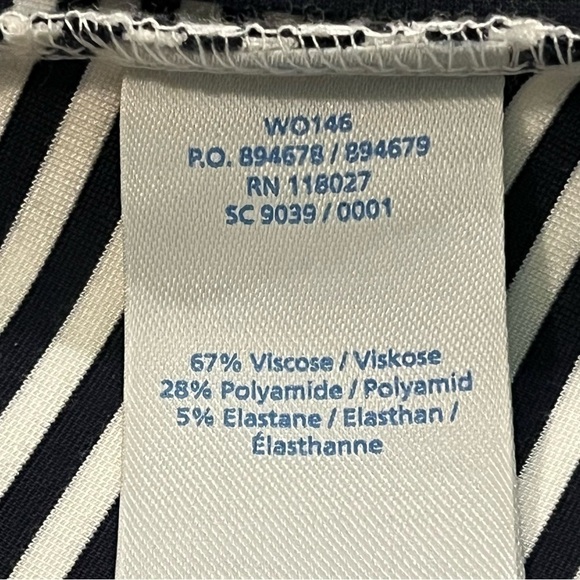 WO146
P.O. 894678 / 894679
RN 118027
SC 9039 / 0001
67% Viscose / Viskose
28% Polyamide / Polyamid
5% Elastane / Elasthan /
Élasthanne